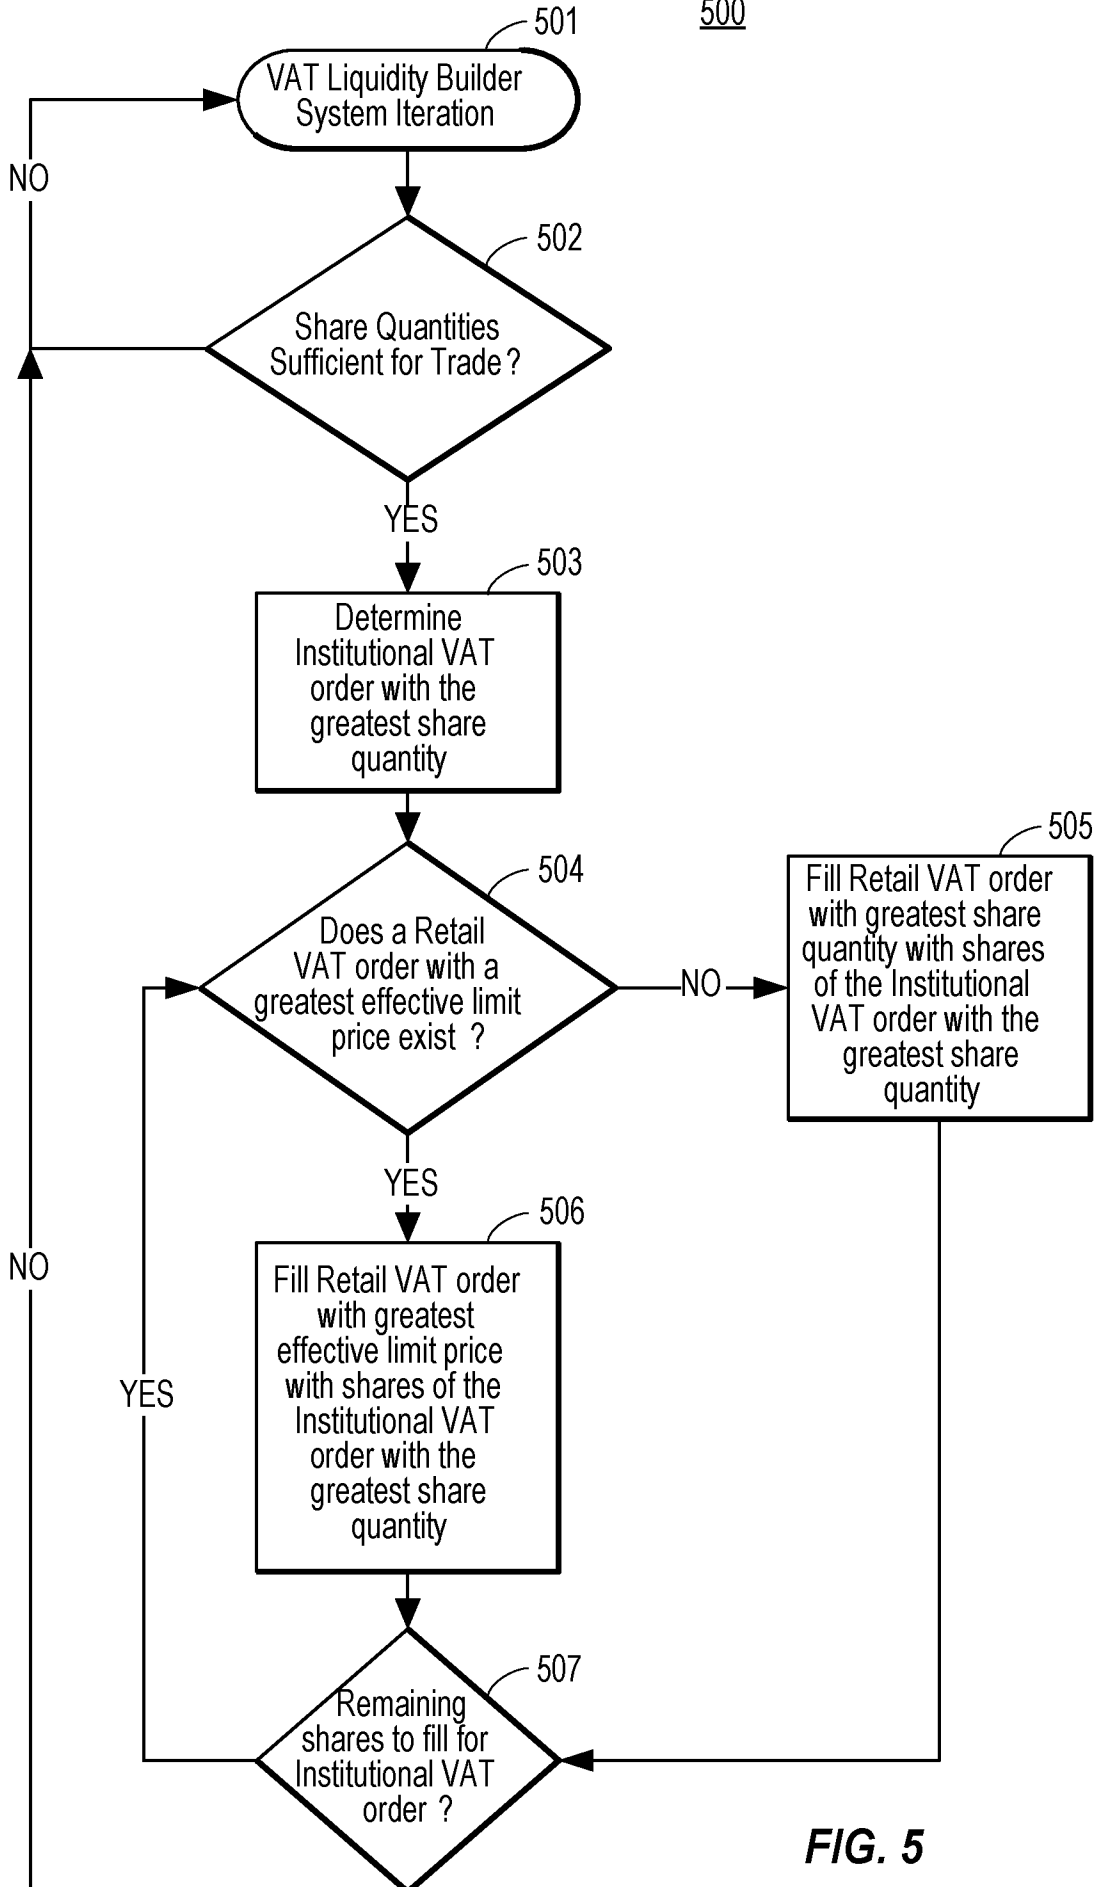 500
501
VAT Liquidity Builder
System Iteration
NO
502
Share Quantities
Sufficient for Trade ?
YES
503
Determine
Institutional VAT
order with the
greatest share
quantity
504
Does a Retail
VAT order with a
greatest effective limit
price exist ?
NO
505
Fill Retail VAT order
with greatest share
quantity with shares
of the Institutional
VAT order with the
greatest share
quantity
YES
506
Fill Retail VAT order
with greatest
effective limit price
with shares of the
Institutional VAT
order with the
greatest share
quantity
NO
YES
507
Remaining
shares to fill for
Institutional VAT
order ?
FIG. 5